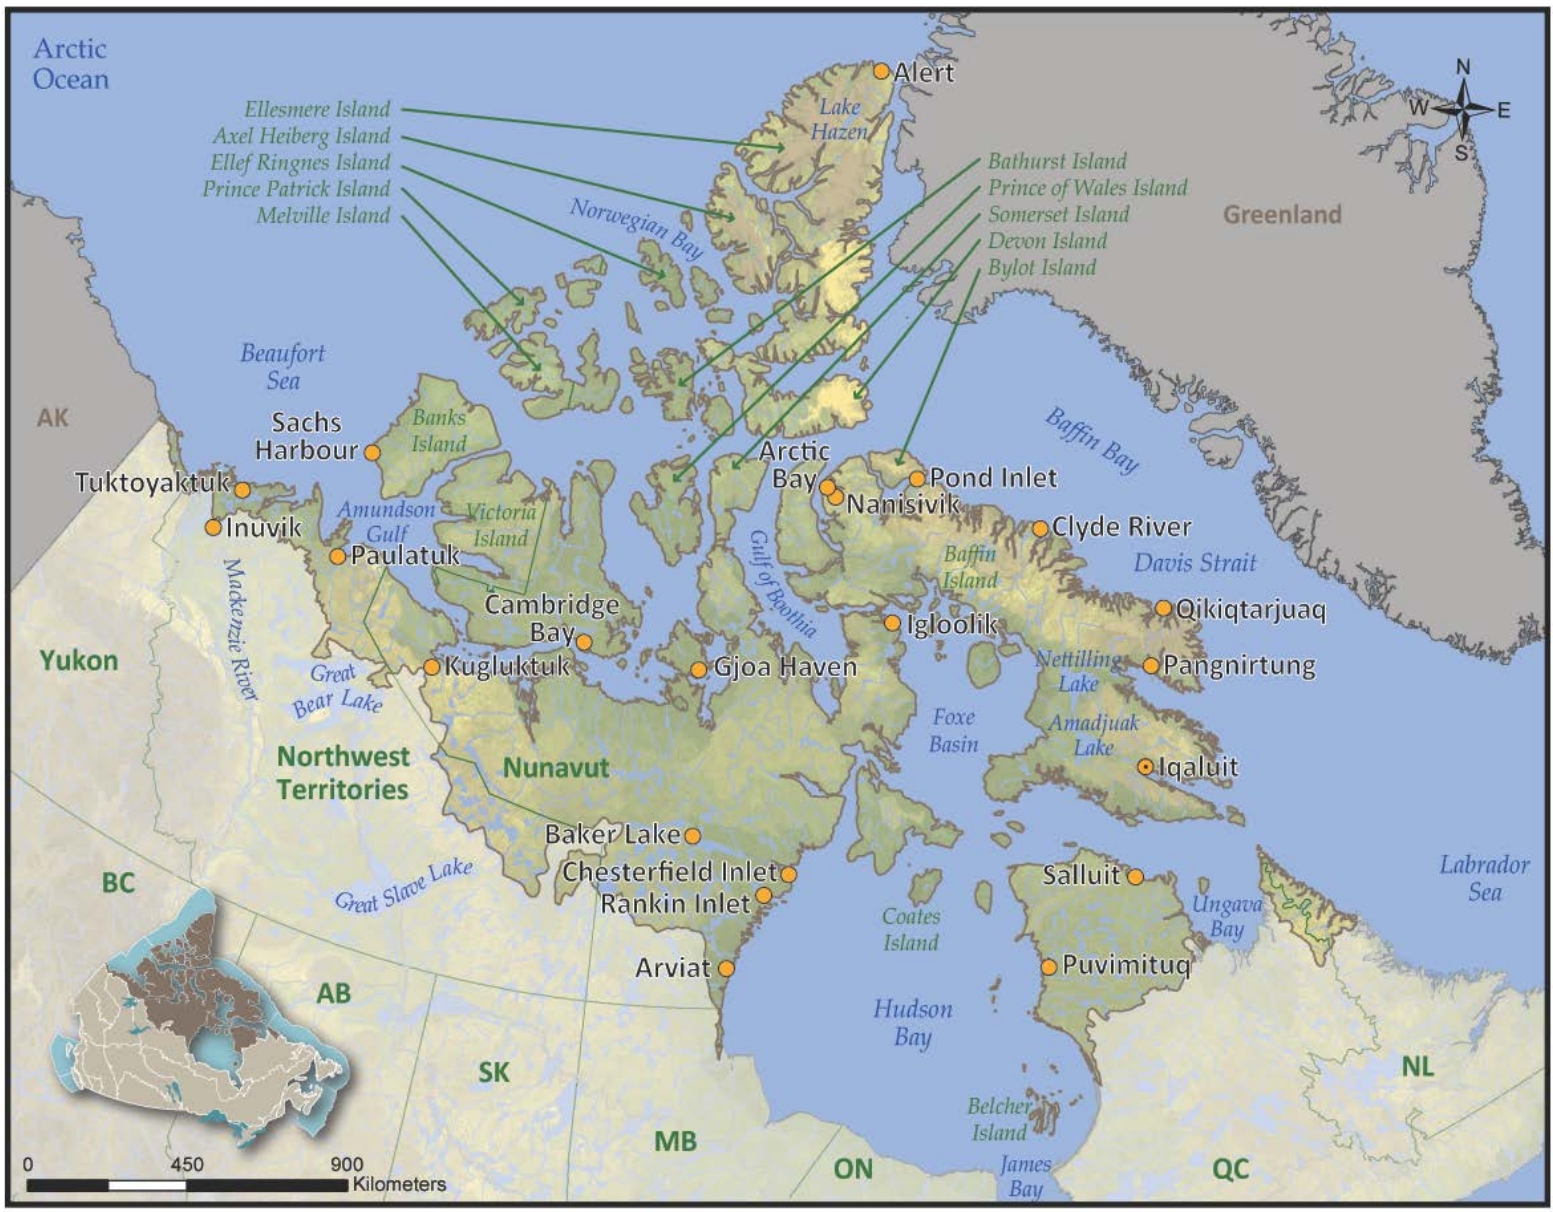 Arctic
Ocean
Alert
Lake
Hazen
N
W
E
S
Ellesmere Island
Axel Heiberg Island
Ellef Ringnes Island
Prince Patrick Island
Melville Island
Norwegian Bay
Bathurst Island
Prince of Wales Island
Somerset Island
Devon Island
Bylot Island
Greenland
Beaufort
Sea
AK
Sachs
Harbour
Banks
Island
Baffin Bay
Arctic
Bay
Pond Inlet
Nanisivik
Tuktoyaktuk
Inuvik
Amundson
Gulf
Victoria
Island
Paulatuk
Gulf of Boothia
Clyde River
Baffin
Island
Davis Strait
Mackenzie River
Cambridge
Bay
Igloolik
Qikiqtarjuaq
Yukon
Great
Bear Lake
Kugluktuk
Gjoa Haven
Nettilling
Lake
Pangnirtung
Foxe
Basin
Amadjuak
Lake
Iqaluit
Northwest
Territories
Nunavut
Baker Lake
Chesterfield Inlet
Rankin Inlet
Great Slave Lake
BC
Salluit
Coates
Island
Ungava
Bay
Labrador
Sea
Arviat
Puvimituq
AB
Hudson
Bay
SK
NL
Belcher
Island
MB
ON
James
Bay
QC
0 450 900
Kilometers